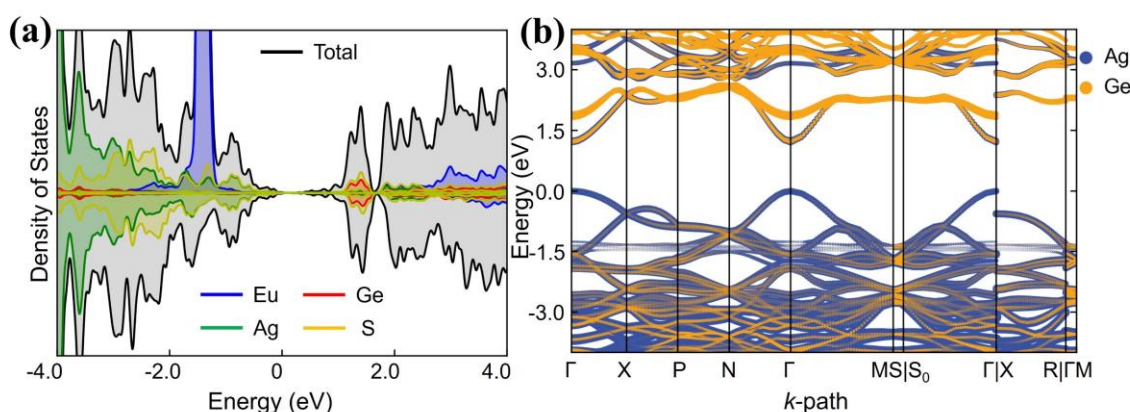 (a)
Density of States
Total
Eu
Ge
Ag
S
-4.0 -2.0 0.0 2.0 4.0
Energy (eV)
(b)
Energy (eV)
3.0
1.5
0.0
-1.5
-3.0
Ag
Ge
Γ X P N Γ MS|S₀ Γ|X R|ΓM
k-path